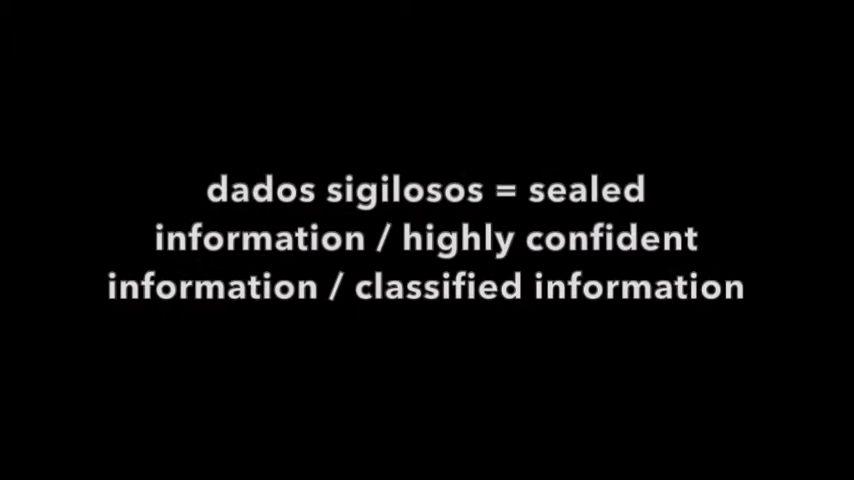 dados sigilosos = sealed
information / highly confident
information / classified information